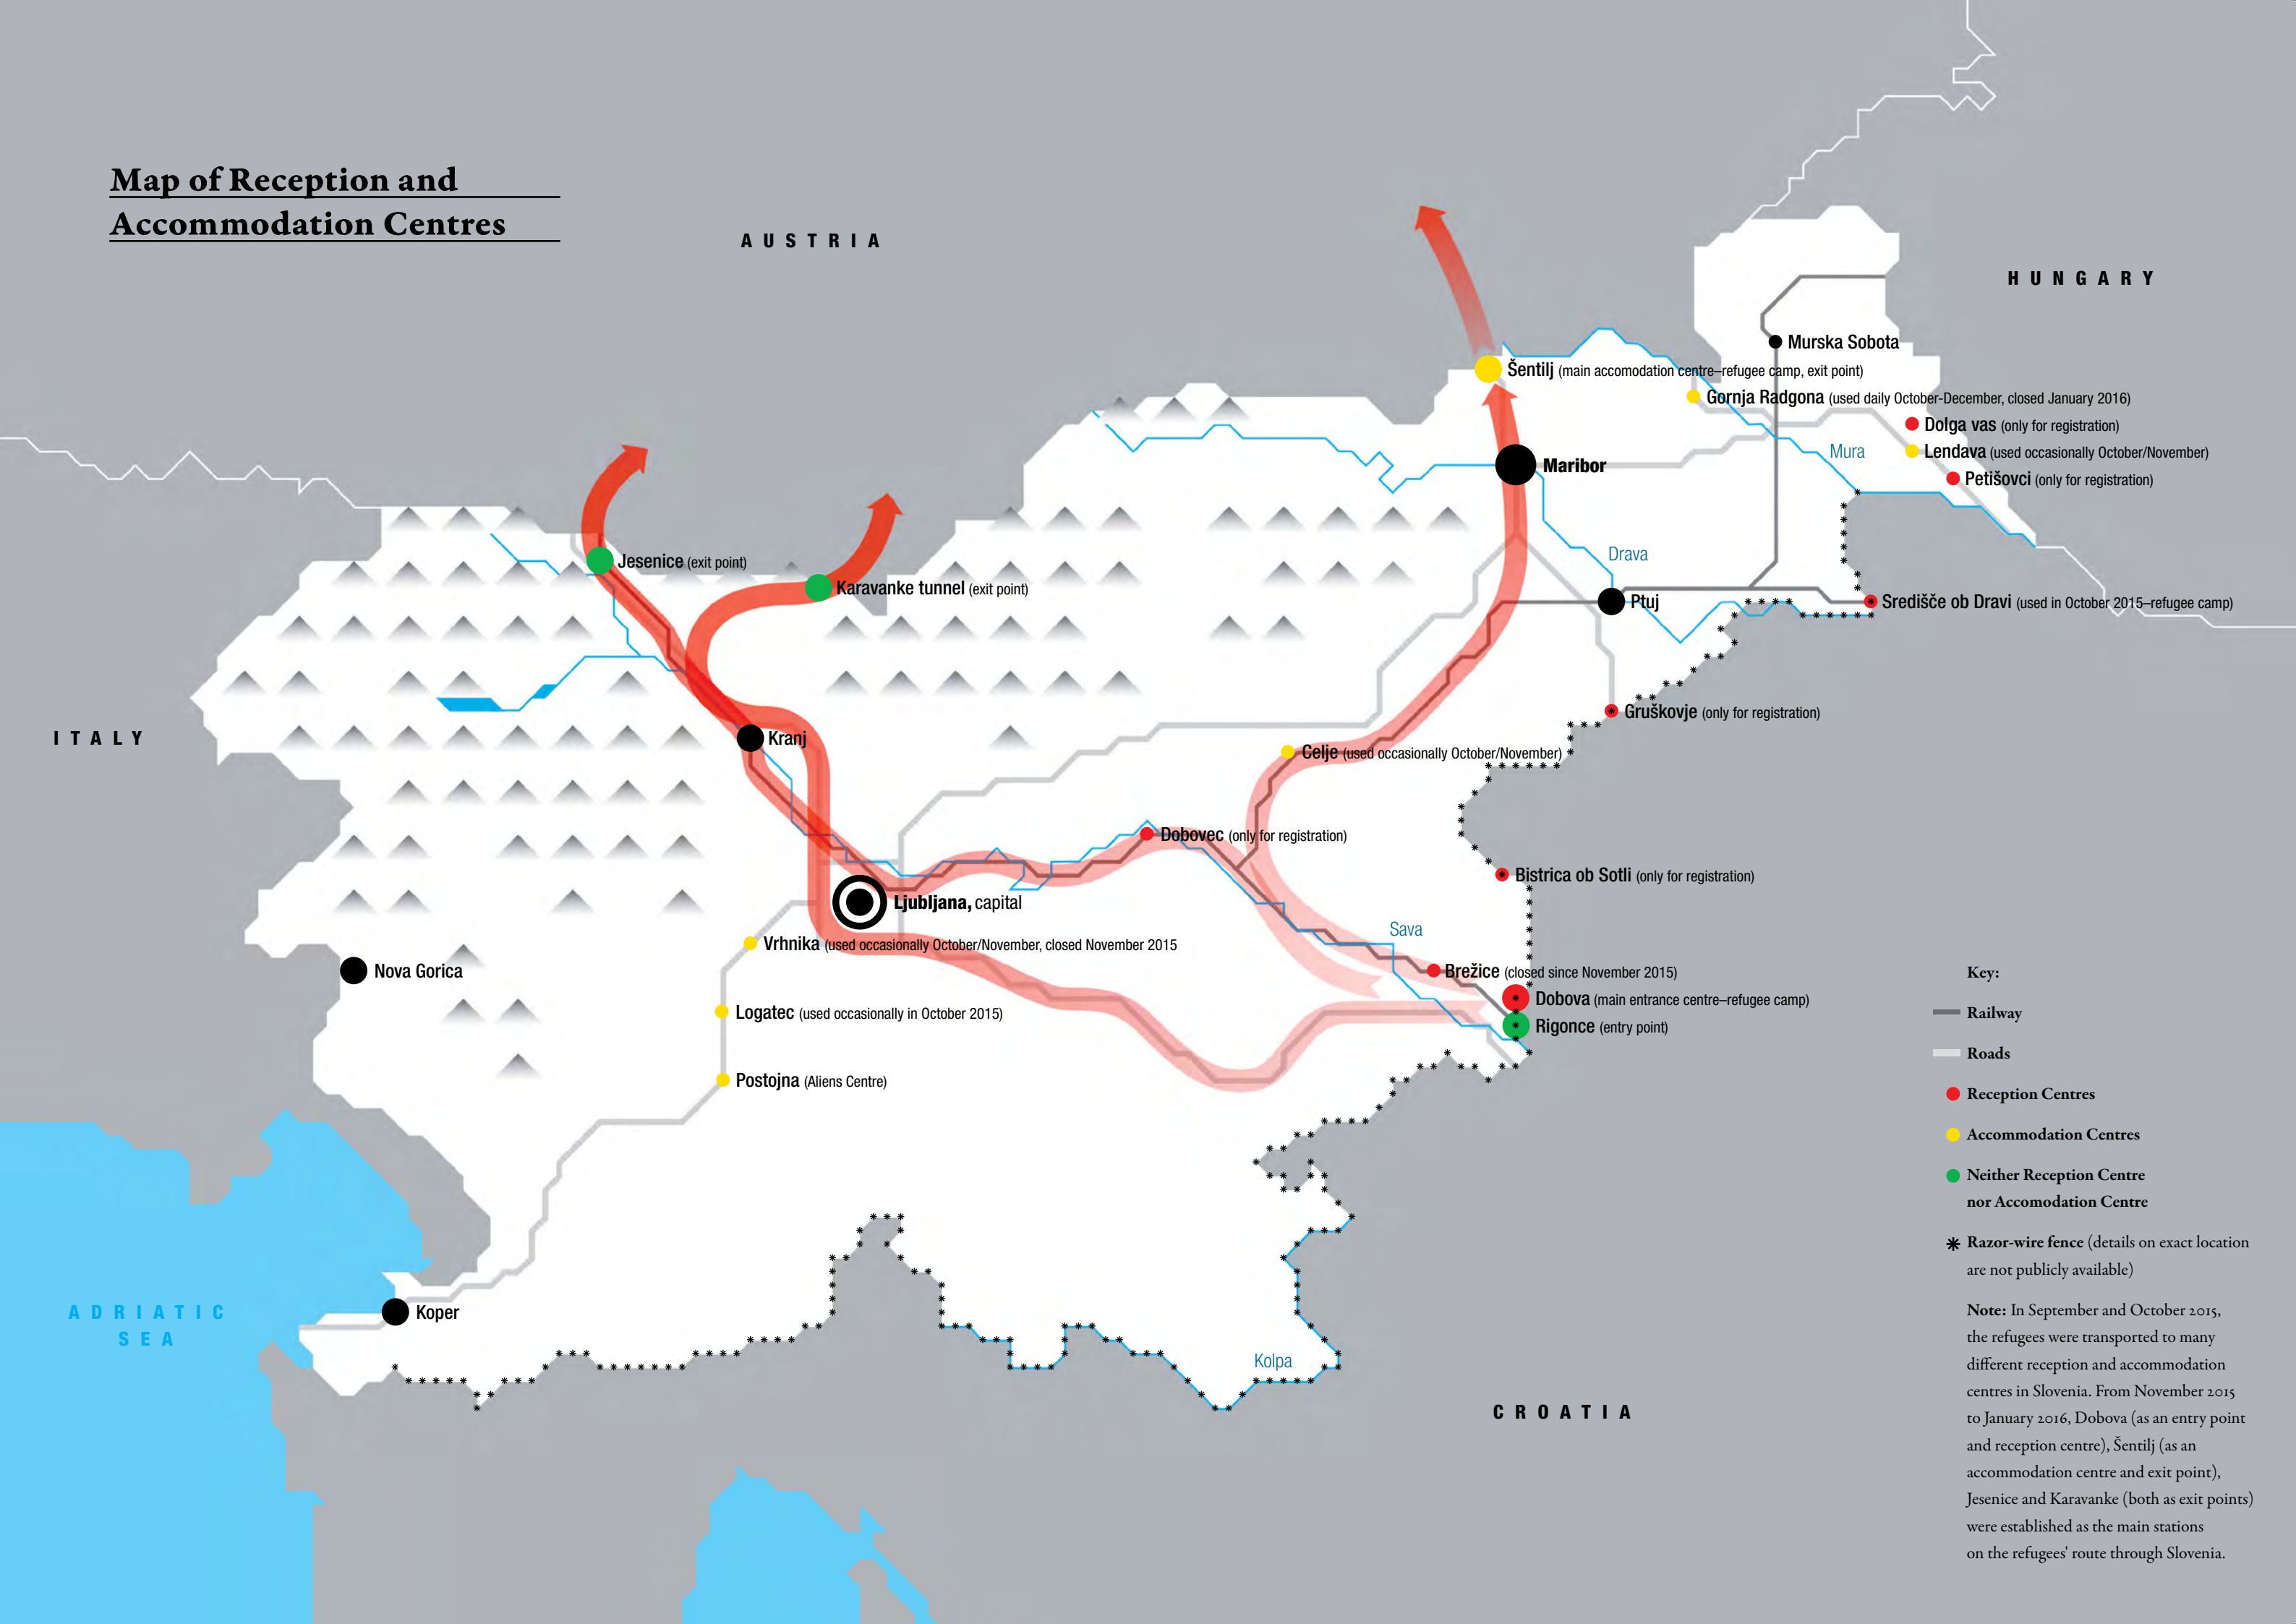 Map of Reception and
Accommodation Centres
AUSTRIA
HUNGARY
ITALY
CROATIA
ADRIATIC
SEA
Murska Sobota
Šentilj (main accomodation centre–refugee camp, exit point)
Gornja Radgona (used daily October-December, closed January 2016)
Dolga vas (only for registration)
Lendava (used occasionally October/November)
Mura
Petišovci (only for registration)
Maribor
Drava
Jesenice (exit point)
Karavanke tunnel (exit point)
Ptuj
Središče ob Dravi (used in October 2015–refugee camp)
Gruškovje (only for registration)
Kranj
Celje (used occasionally October/November)
Dobovec (only for registration)
Bistrica ob Sotli (only for registration)
Ljubljana, capital
Sava
Vrhnika (used occasionally October/November, closed November 2015
Nova Gorica
Brežice (closed since November 2015)
Dobova (main entrance centre–refugee camp)
Logatec (used occasionally in October 2015)
Rigonce (entry point)
Postojna (Aliens Centre)
Koper
Kolpa
Key:
Railway
Roads
Reception Centres
Accommodation Centres
Neither Reception Centre
nor Accomodation Centre
Razor-wire fence (details on exact location
are not publicly available)
Note: In September and October 2015,
the refugees were transported to many
different reception and accommodation
centres in Slovenia. From November 2015
to January 2016, Dobova (as an entry point
and reception centre), Šentilj (as an
accommodation centre and exit point),
Jesenice and Karavanke (both as exit points)
were established as the main stations
on the refugees' route through Slovenia.